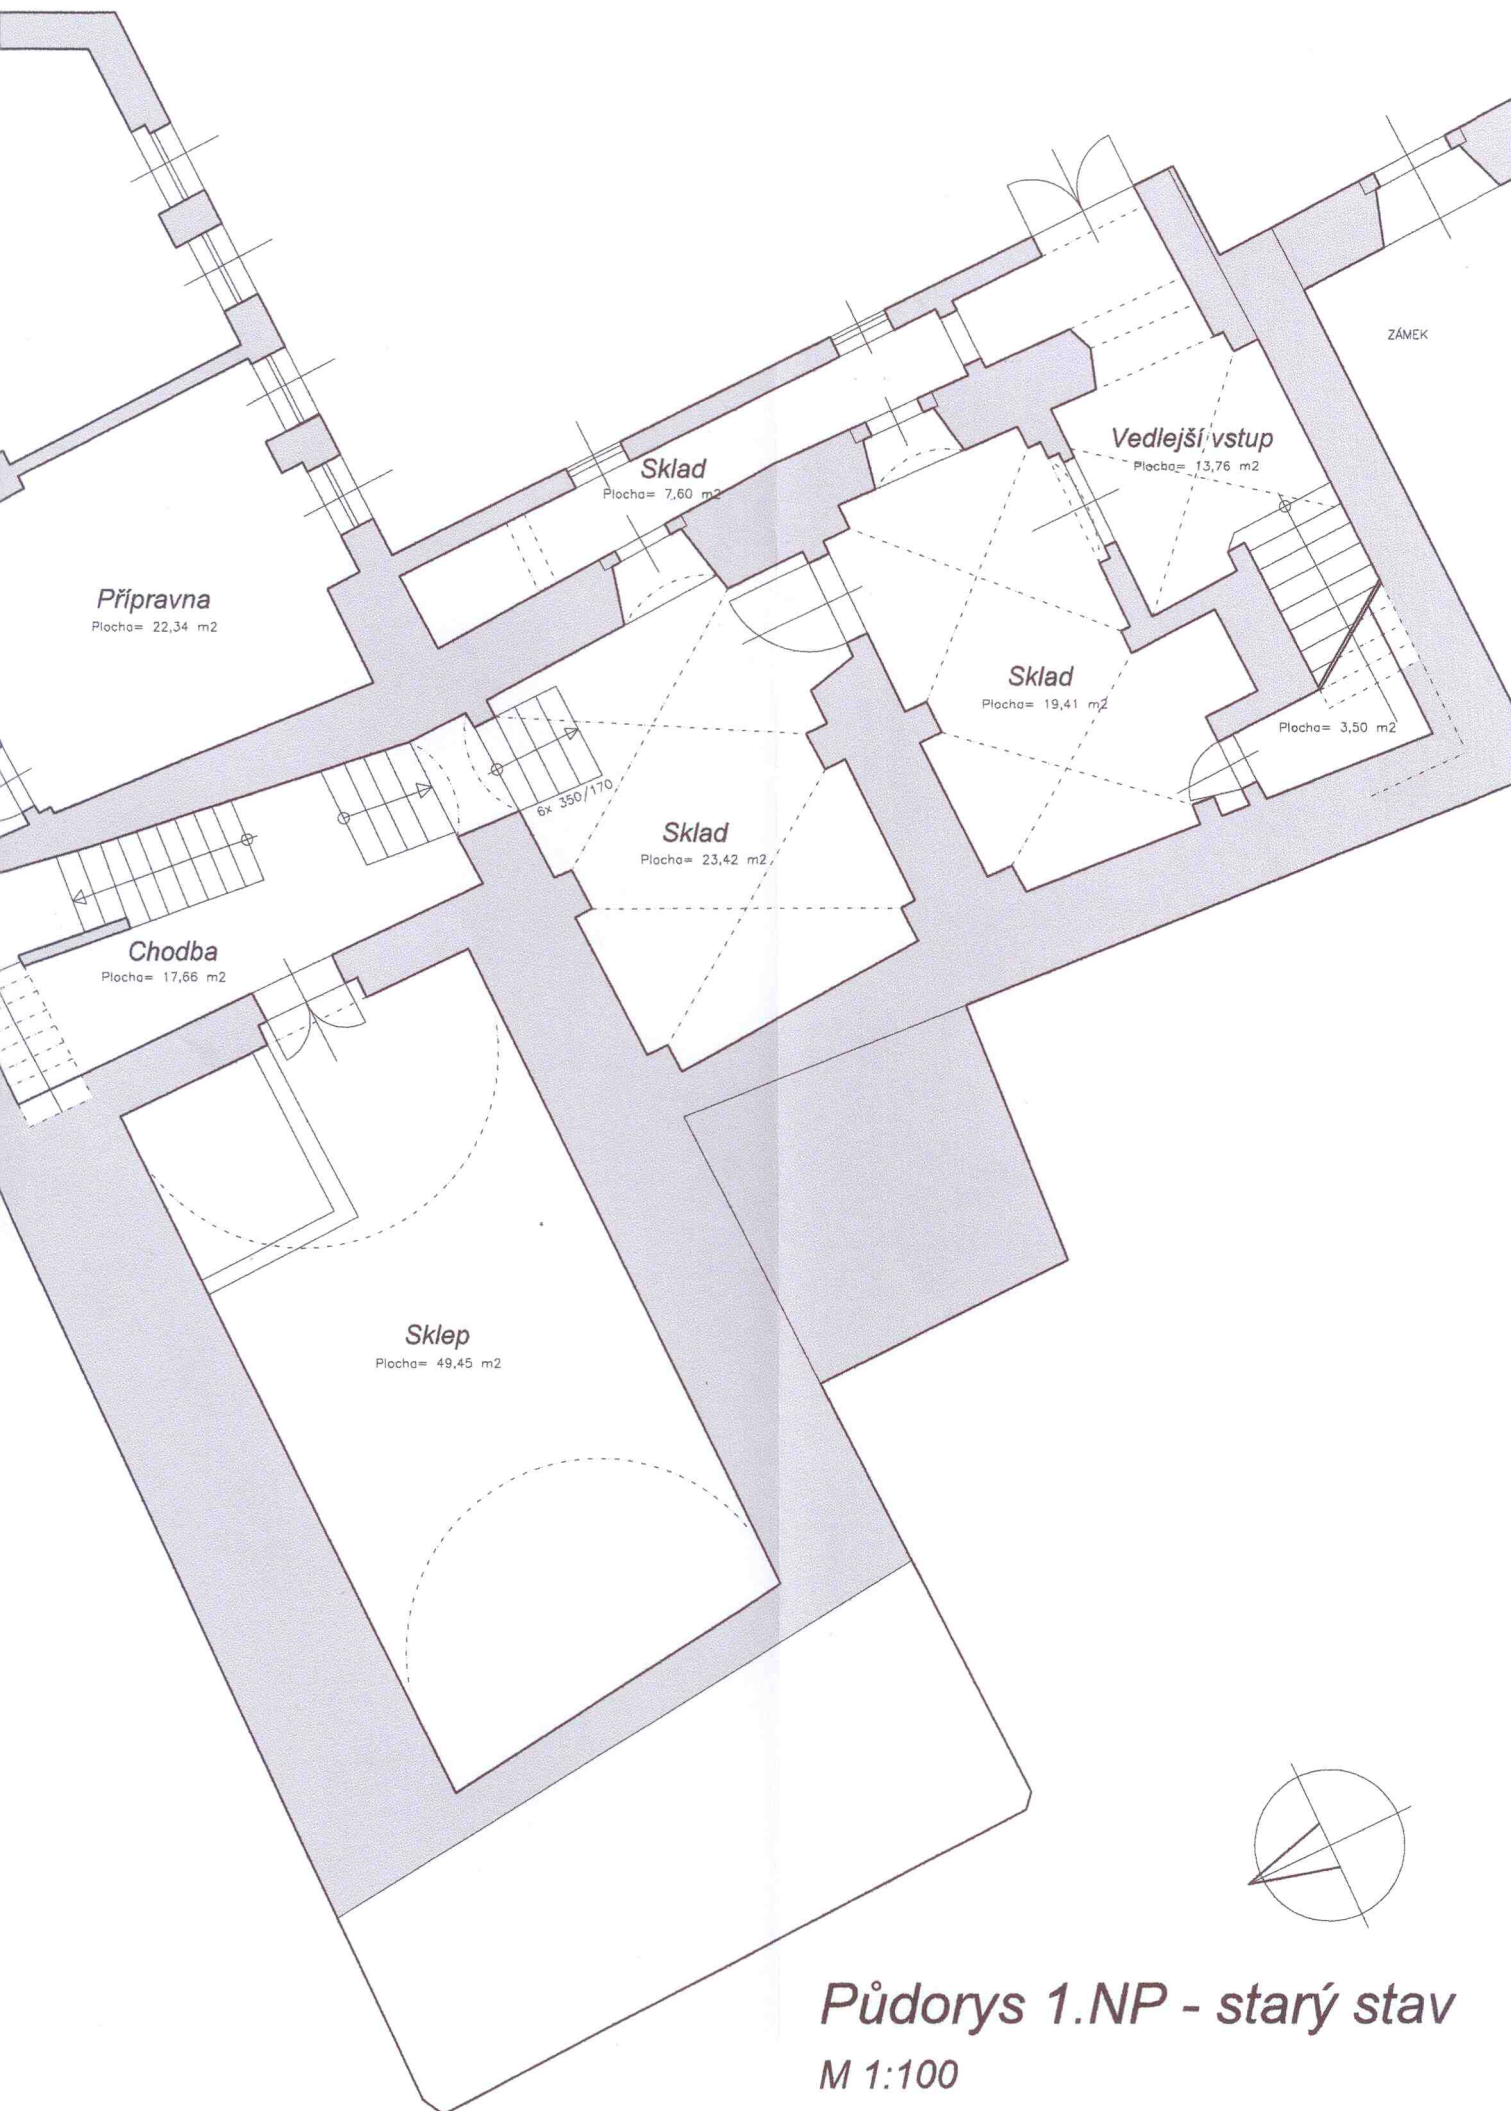 ZÁMEK
Vedlejší vstup
Plocha= 13,76 m2
Sklad
Plocha= 7,60 m2
Přípravna
Plocha= 22,34 m2
Sklad
Plocha= 19,41 m2
Plocha= 3,50 m2
6x 350/170
Sklad
Plocha= 23,42 m2
Chodba
Plocha= 17,66 m2
Sklep
Plocha= 49,45 m2
Půdorys 1.NP - starý stav
M 1:100